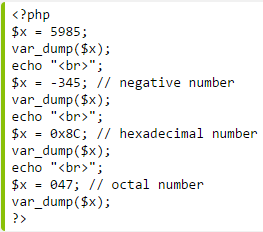 <?php
$x = 5985;
var_dump($x);
echo "<br>";
$x = -345; // negative number
var_dump($x);
echo "<br>";
$x = 0x8C; // hexadecimal number
var_dump($x);
echo "<br>";
$x = 047; // octal number
var_dump($x);
?>